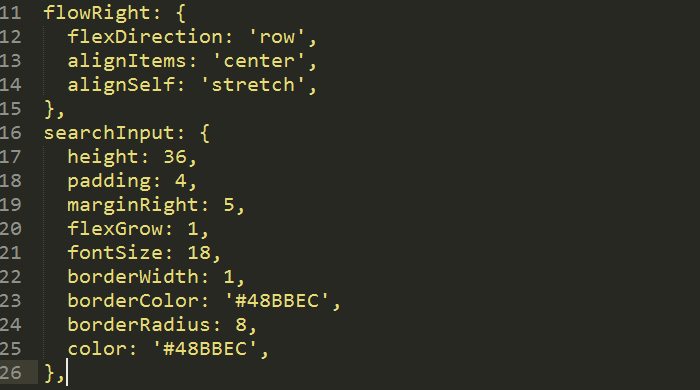 11 flowRight: {
12   flexDirection: 'row',
13   alignItems: 'center',
14   alignSelf: 'stretch',
15 },
16 searchInput: {
17   height: 36,
18   padding: 4,
19   marginRight: 5,
20   flexGrow: 1,
21   fontSize: 18,
22   borderWidth: 1,
23   borderColor: '#48BBEC',
24   borderRadius: 8,
25   color: '#48BBEC',
26 },